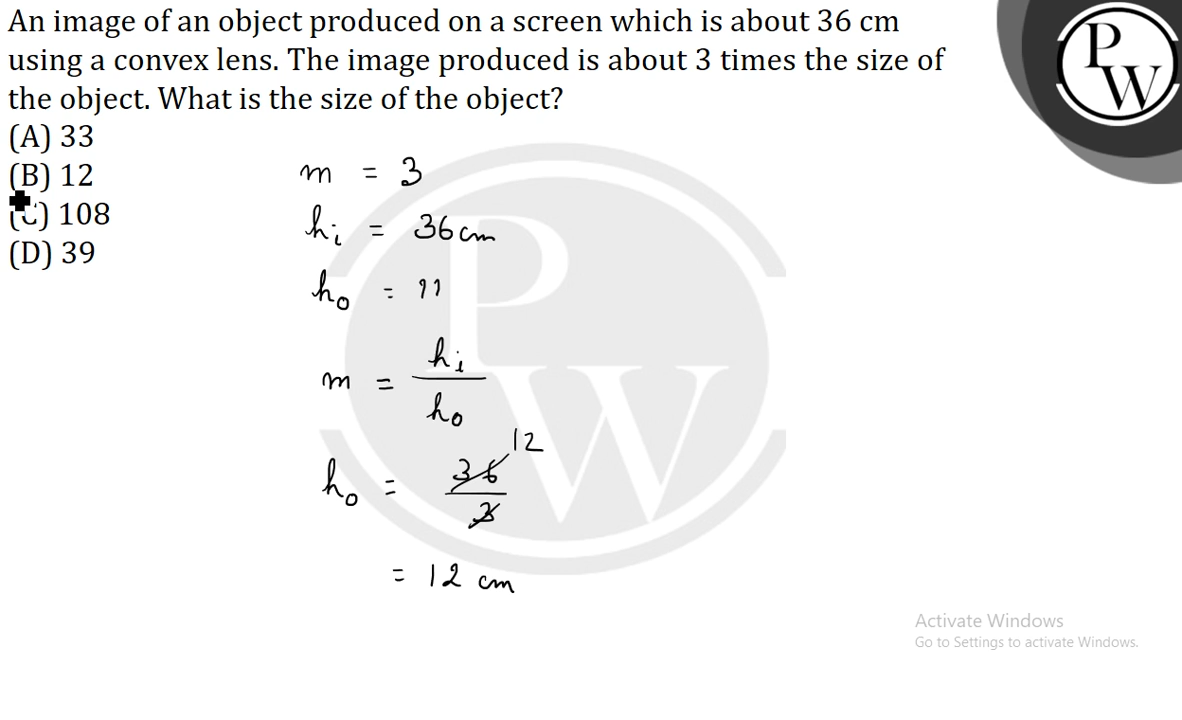 An image of an object produced on a screen which is about 36 cm
using a convex lens. The image produced is about 3 times the size of
the object. What is the size of the object?
(A) 33
(B) 12
(C) 108
(D) 39
m = 3
hi = 36 cm
ho = ??
m = hi / ho
ho = 36 / 3 12
= 12 cm
PW
PW
Activate Windows
Go to Settings to activate Windows.